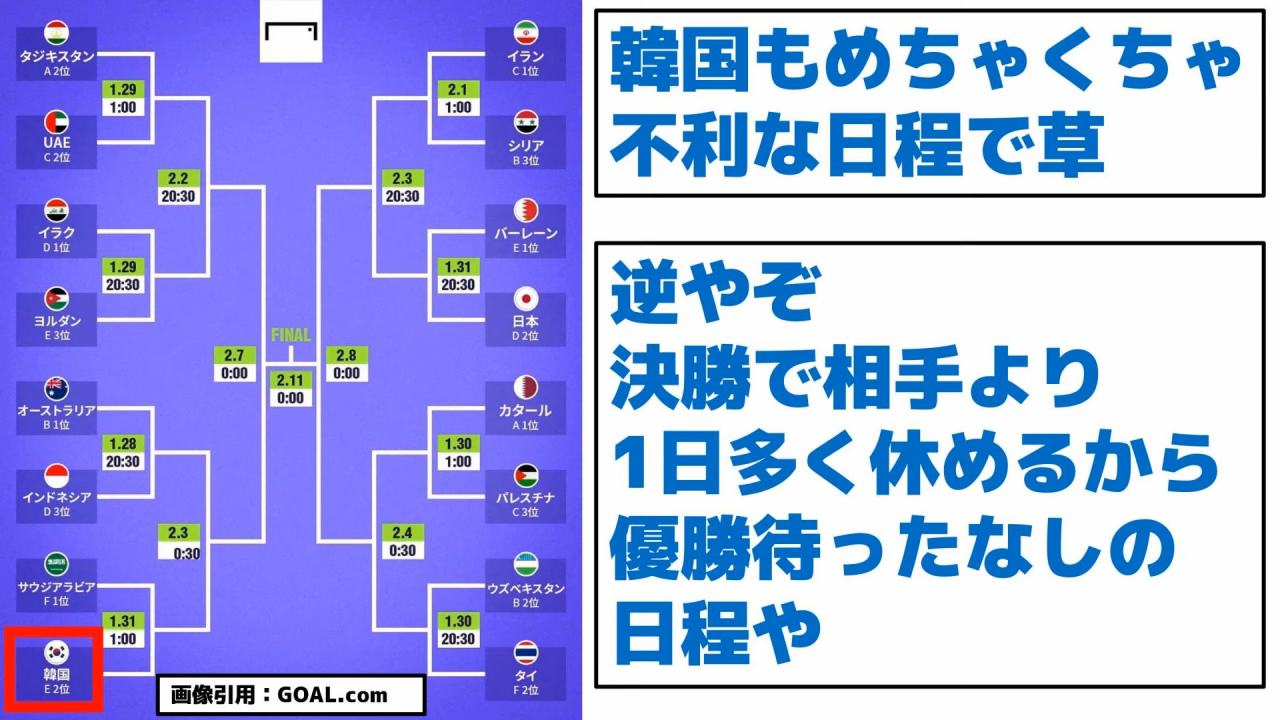 タジキスタン
A 2位
1.29
1:00
UAE
C 2位
2.2
20:30
イラク
D 1位
1.29
20:30
ヨルダン
E 3位
オーストラリア
B 1位
1.28
20:30
インドネシア
D 3位
2.3
0:30
サウジアラビア
F 1位
1.31
1:00
韓国
E 2位
2.7
0:00
FINAL
2.11
0:00
2.8
0:00
イラン
C 1位
2.1
1:00
シリア
B 3位
2.3
20:30
バーレーン
E 1位
1.31
20:30
日本
D 2位
カタール
A 1位
1.30
1:00
パレスチナ
C 3位
2.4
0:30
ウズベキスタン
B 2位
1.30
20:30
タイ
F 2位
画像引用：GOAL.com
韓国もめちゃくちゃ
不利な日程で草
逆やぞ
決勝で相手より
1日多く休めるから
優勝待ったなしの
日程や